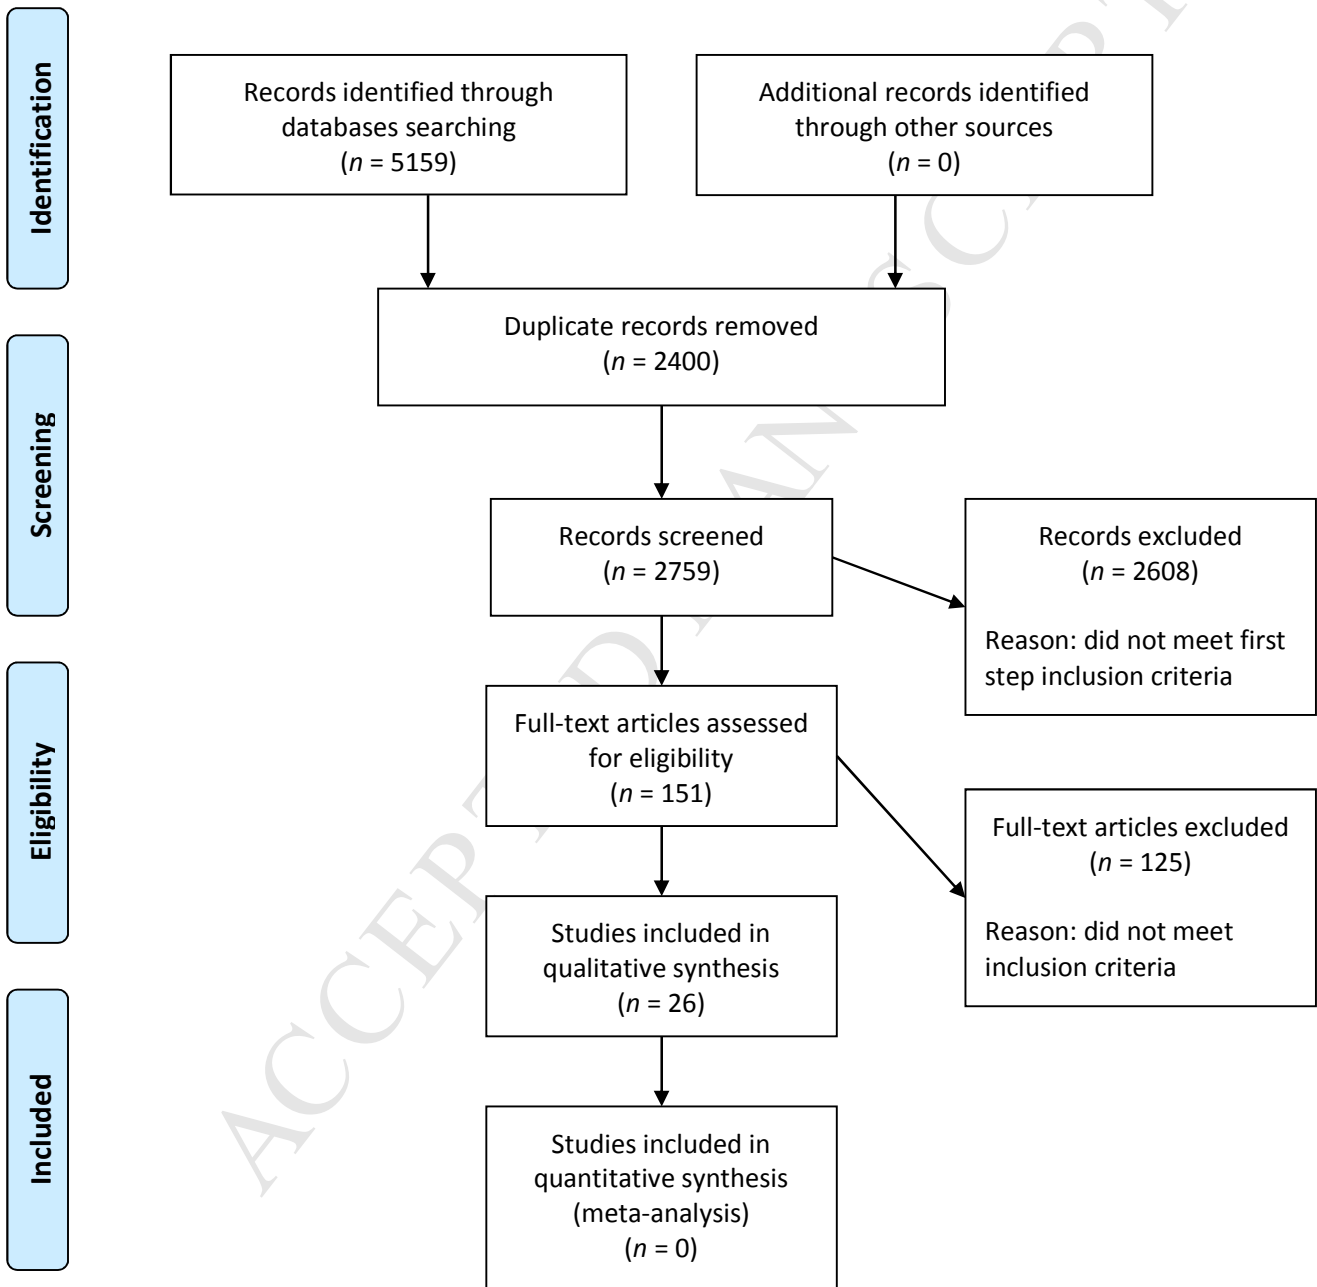 Identification
Records identified through
databases searching
(n = 5159)
Additional records identified
through other sources
(n = 0)
Duplicate records removed
(n = 2400)
Screening
Records screened
(n = 2759)
Records excluded
(n = 2608)
Reason: did not meet first
step inclusion criteria
Eligibility
Full-text articles assessed
for eligibility
(n = 151)
Full-text articles excluded
(n = 125)
Reason: did not meet
inclusion criteria
Studies included in
qualitative synthesis
(n = 26)
Included
Studies included in
quantitative synthesis
(meta-analysis)
(n = 0)